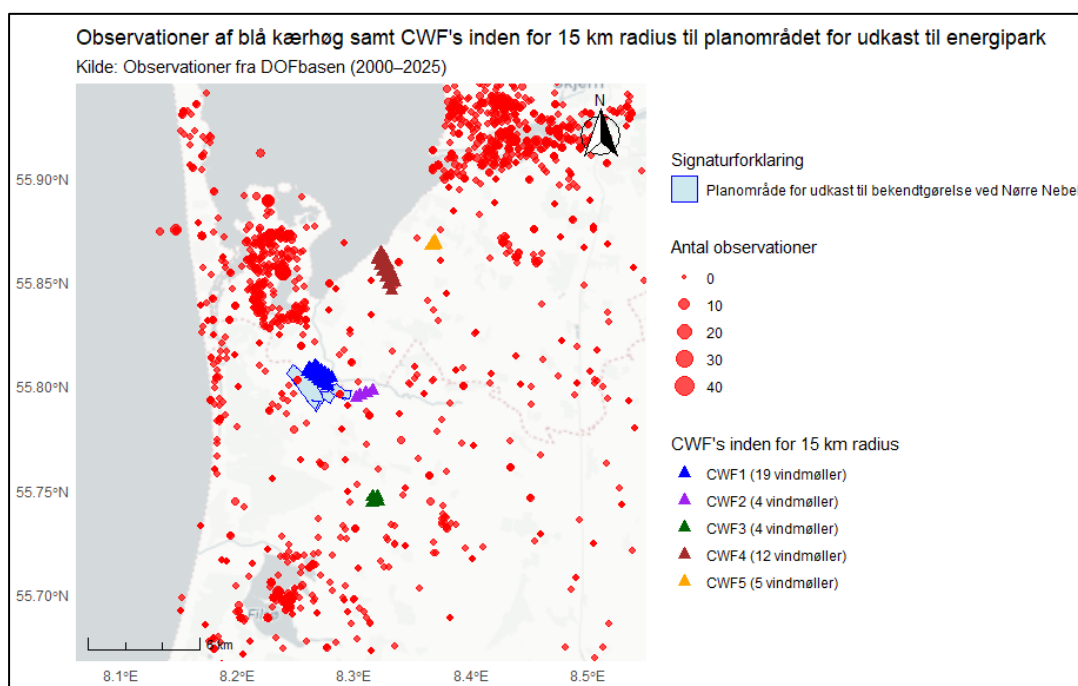 Observationer af blå kærhøg samt CWF's inden for 15 km radius til planområdet for udkast til energipark
Kilde: Observationer fra DOFbasen (2000–2025)
Skjern
N
55.90°N
55.85°N
55.80°N
55.75°N
55.70°N
Filsø
6 km
8.1°E
8.2°E
8.3°E
8.4°E
8.5°E
Signaturforklaring
Planområde for udkast til bekendtgørelse ved Nørre Nebel
Antal observationer
0
10
20
30
40
CWF's inden for 15 km radius
CWF1 (19 vindmøller)
CWF2 (4 vindmøller)
CWF3 (4 vindmøller)
CWF4 (12 vindmøller)
CWF5 (5 vindmøller)